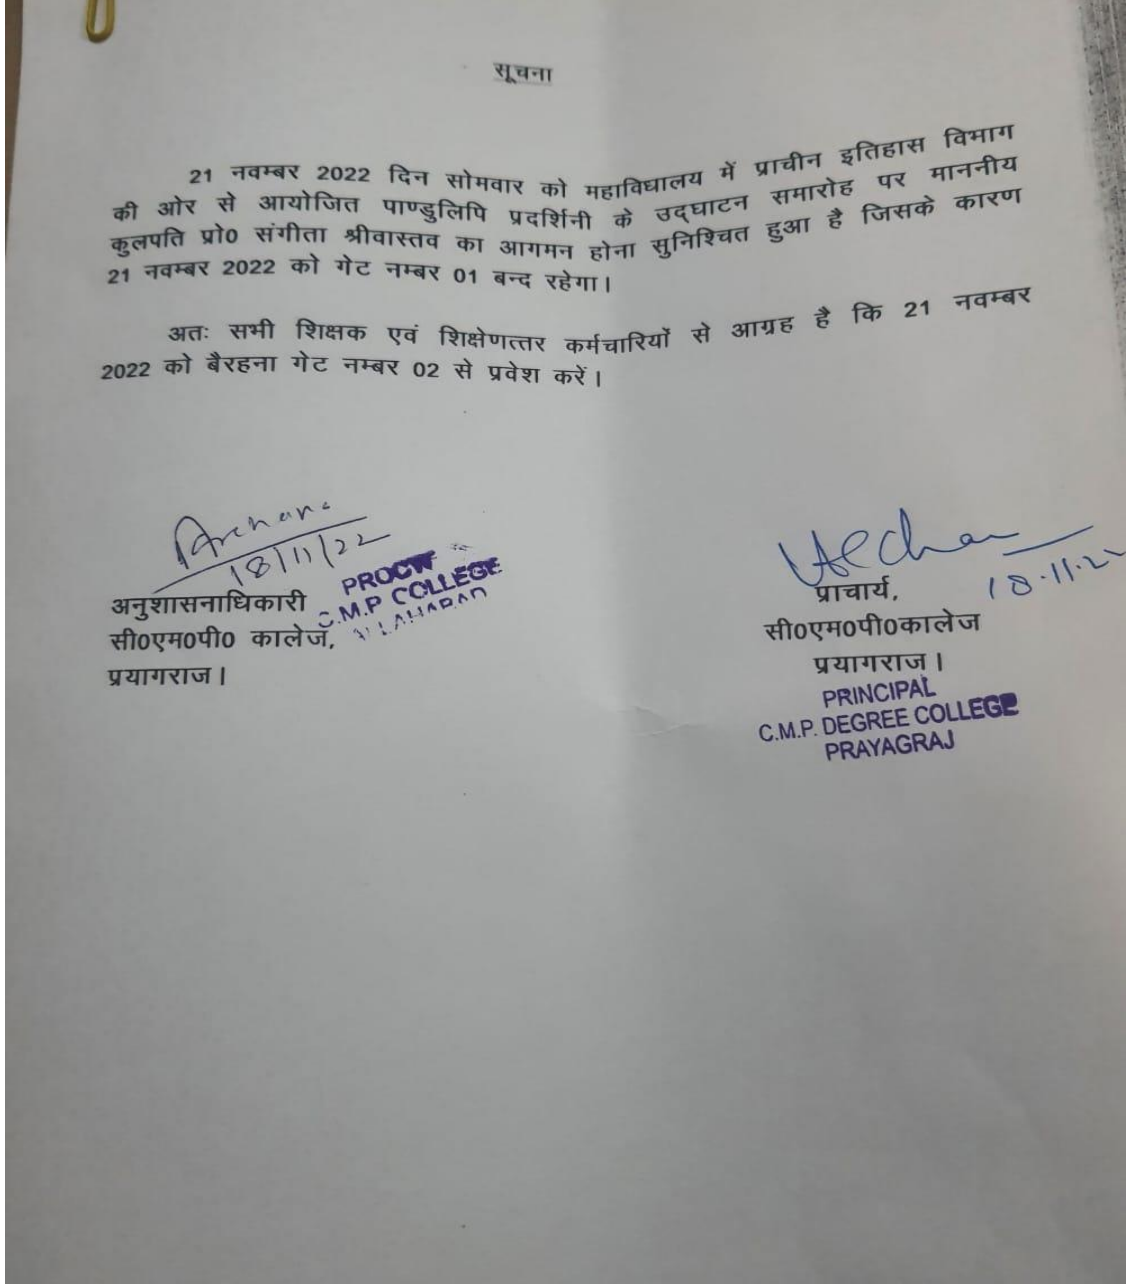 सूचना
21 नवम्बर 2022 दिन सोमवार को महाविधालय में प्राचीन इतिहास विभाग
की ओर से आयोजित पाण्डुलिपि प्रदर्शिनी के उद्घाटन समारोह पर माननीय
कुलपति प्रो0 संगीता श्रीवास्तव का आगमन होना सुनिश्चित हुआ है जिसके कारण
21 नवम्बर 2022 को गेट नम्बर 01 बन्द रहेगा।
अतः सभी शिक्षक एवं शिक्षेणत्तर कर्मचारियों से आग्रह है कि 21 नवम्बर
2022 को बैरहना गेट नम्बर 02 से प्रवेश करें।
Archana
18/11/22
अनुशासनाधिकारी
सी0एम0पी0 कालेज,
प्रयागराज।
C.M.P COLLEGE
ALLAHABAD
18.11.22
प्राचार्य,
सी0एम0पी0कालेज
प्रयागराज।
PRINCIPAL
C.M.P. DEGREE COLLEGE
PRAYAGRAJ